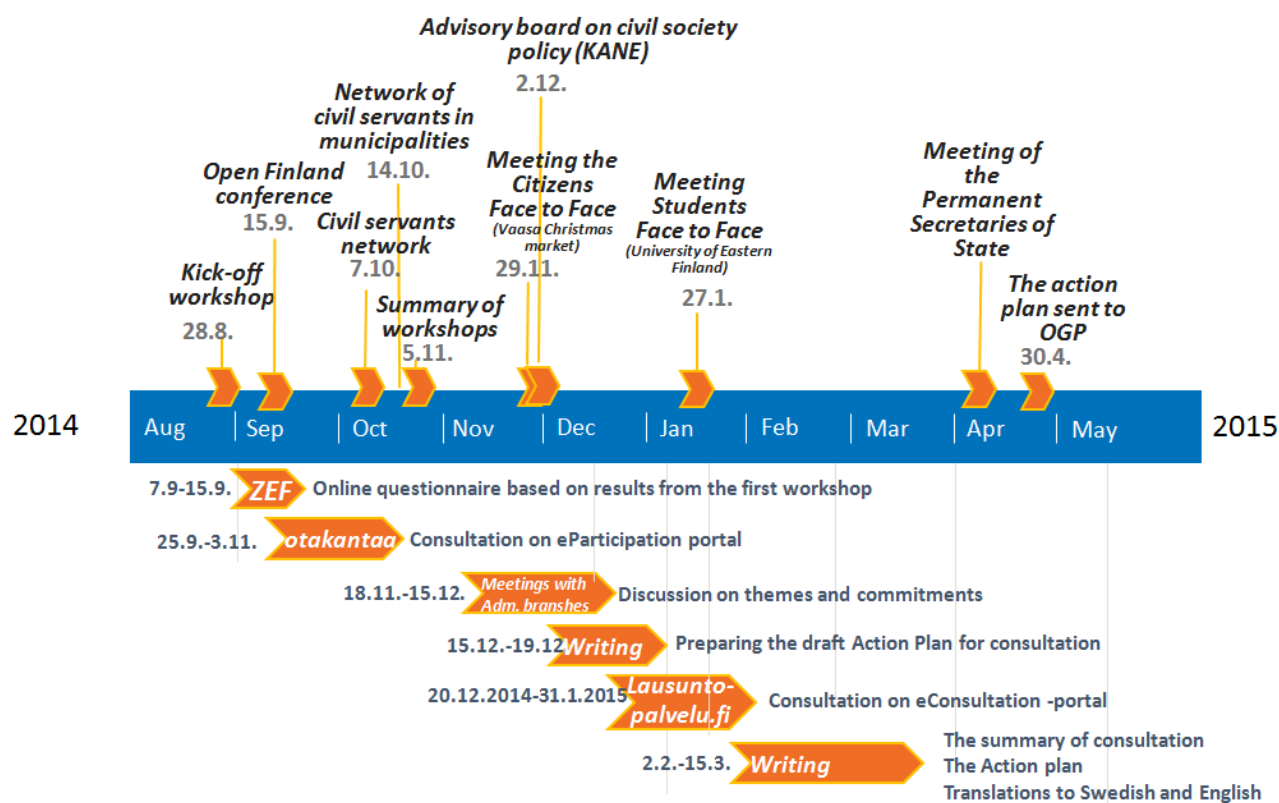 Advisory board on civil society
policy (KANE)
2.12.
Network of
civil servants in
municipalities
14.10.
Open Finland
conference
15.9.
Civil servants
network
7.10.
Meeting the
Citizens
Face to Face
(Vaasa Christmas
market)
29.11.
Meeting
Students
Face to Face
(University of Eastern
Finland)
27.1.
Meeting of
the
Permanent
Secretaries of
State
Kick-off
workshop
28.8.
Summary of
workshops
5.11.
The action
plan sent to
OGP
30.4.
2014
Aug
Sep
Oct
Nov
Dec
Jan
Feb
Mar
Apr
May
2015
7.9-15.9.
ZEF
Online questionnaire based on results from the first workshop
25.9.-3.11.
otakantaa
Consultation on eParticipation portal
18.11.-15.12.
Meetings with
Adm. branshes
Discussion on themes and commitments
15.12.-19.12
Writing
Preparing the draft Action Plan for consultation
20.12.2014-31.1.2015
Lausunto-
palvelu.fi
Consultation on eConsultation -portal
2.2.-15.3.
Writing
The summary of consultation
The Action plan
Translations to Swedish and English